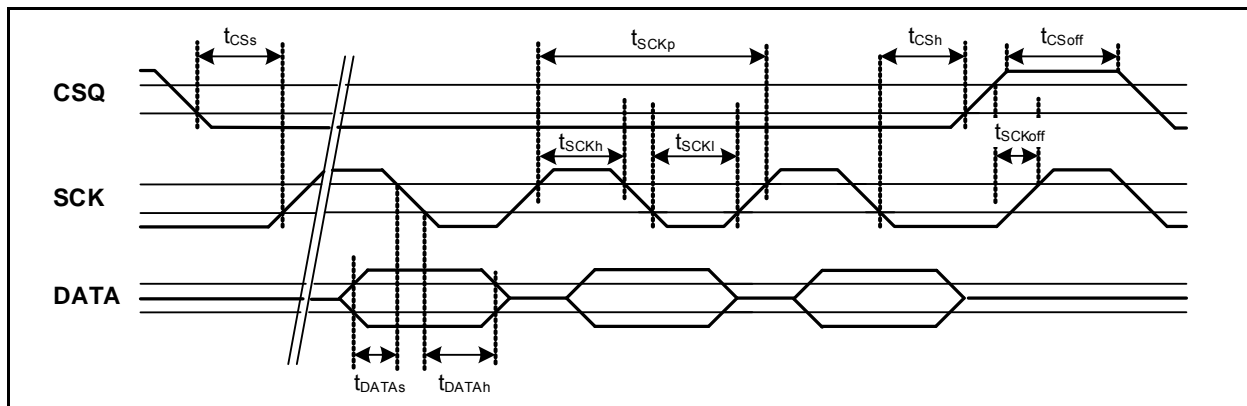 tCSs
tSCKp
tCSh
tCSoff
CSQ
tSCKh
tSCKl
tSCKoff
SCK
DATA
tDATAs
tDATAh